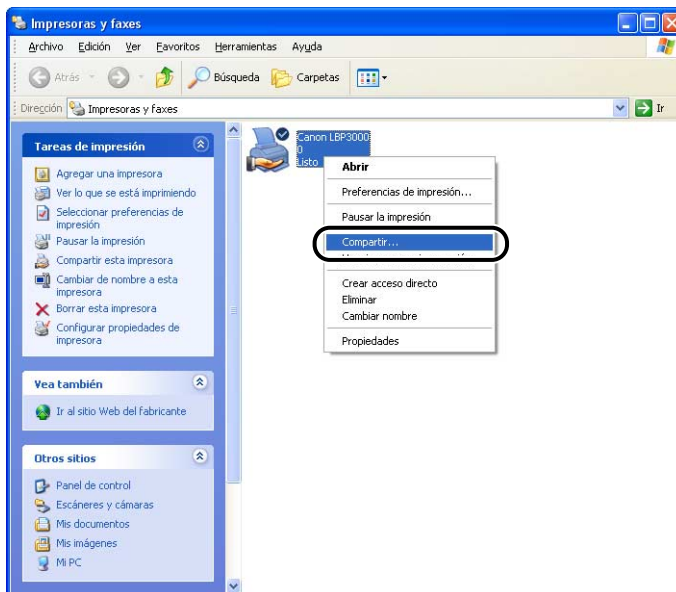 Impresoras y faxes
Archivo Edición Ver Favoritos Herramientas Ayuda
Atrás Búsqueda Carpetas
Dirección Impresoras y faxes Ir
Tareas de impresión
Agregar una impresora
Ver lo que se está imprimiendo
Seleccionar preferencias de
impresión
Pausar la impresión
Compartir esta impresora
Cambiar de nombre a esta
impresora
Borrar esta impresora
Configurar propiedades de
impresora
Vea también
Ir al sitio Web del fabricante
Otros sitios
Panel de control
Escáneres y cámaras
Mis documentos
Mis imágenes
Mi PC
Canon LBP3000
0
Listo
Abrir
Preferencias de impresión...
Pausar la impresión
Compartir...
Crear acceso directo
Eliminar
Cambiar nombre
Propiedades